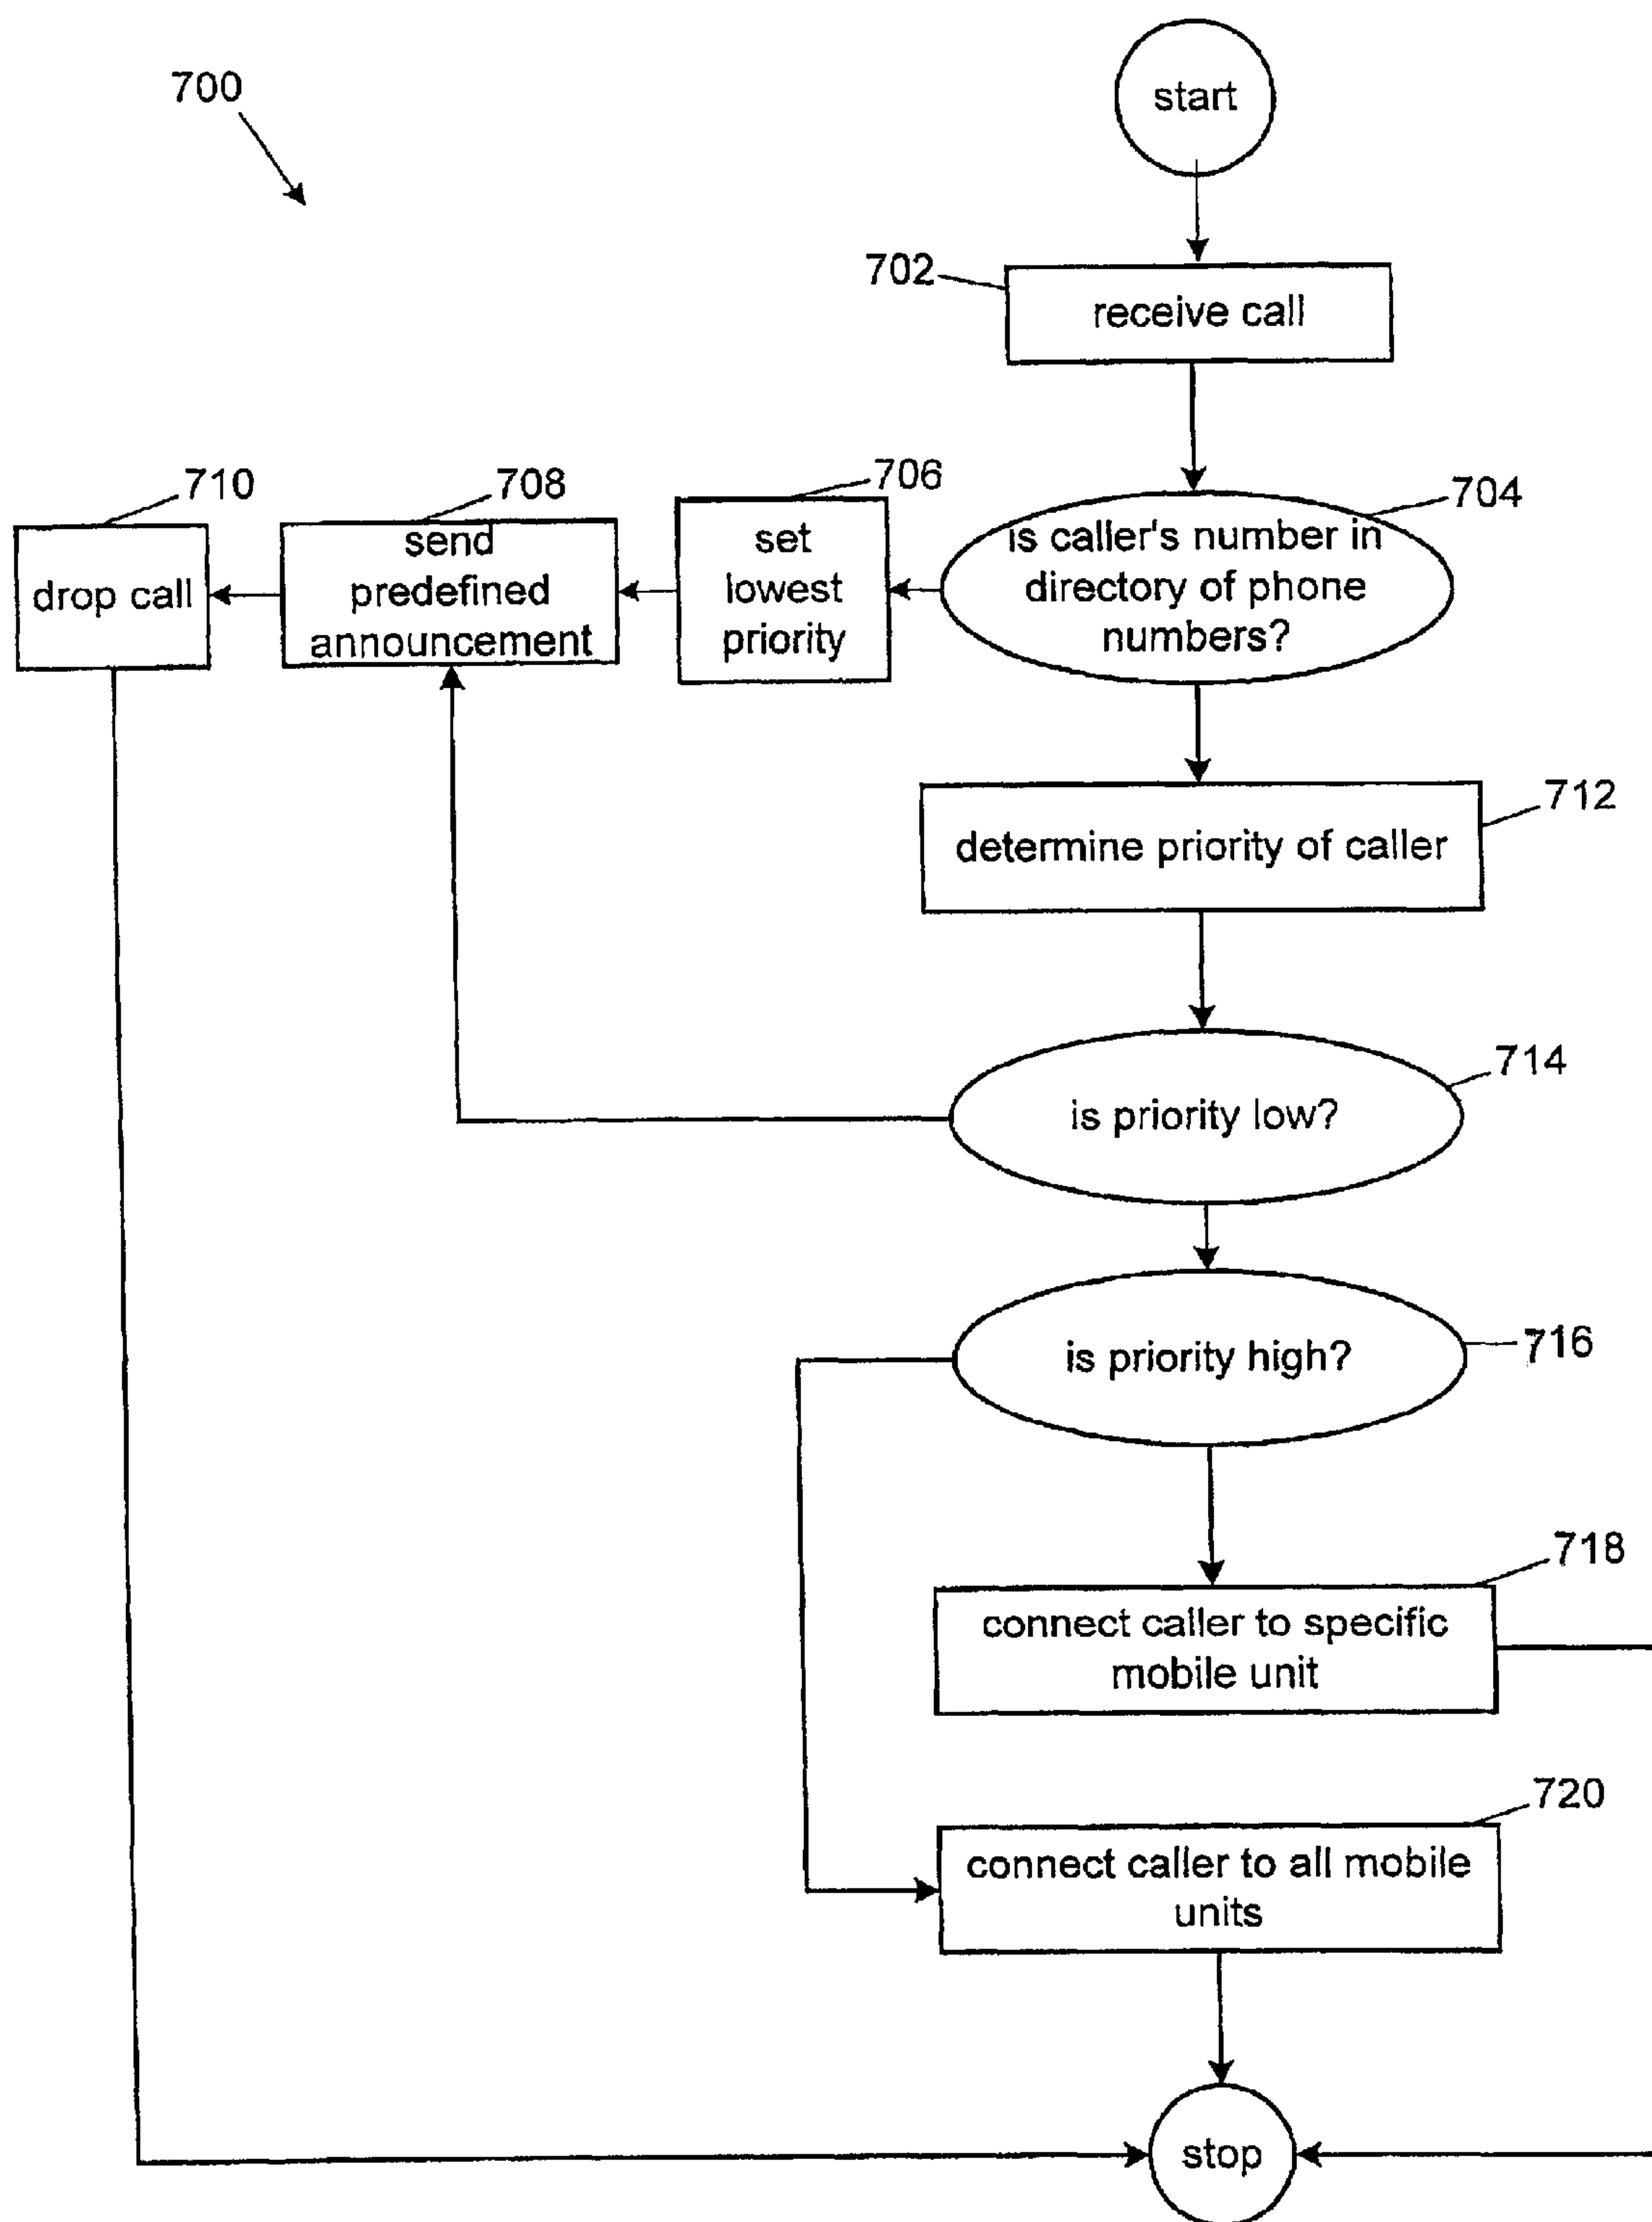 700
start
702
receive call
710
708
706
704
drop call
send
predefined
announcement
set
lowest
priority
is caller's number in
directory of phone
numbers?
712
determine priority of caller
714
is priority low?
716
is priority high?
718
connect caller to specific
mobile unit
720
connect caller to all mobile
units
stop